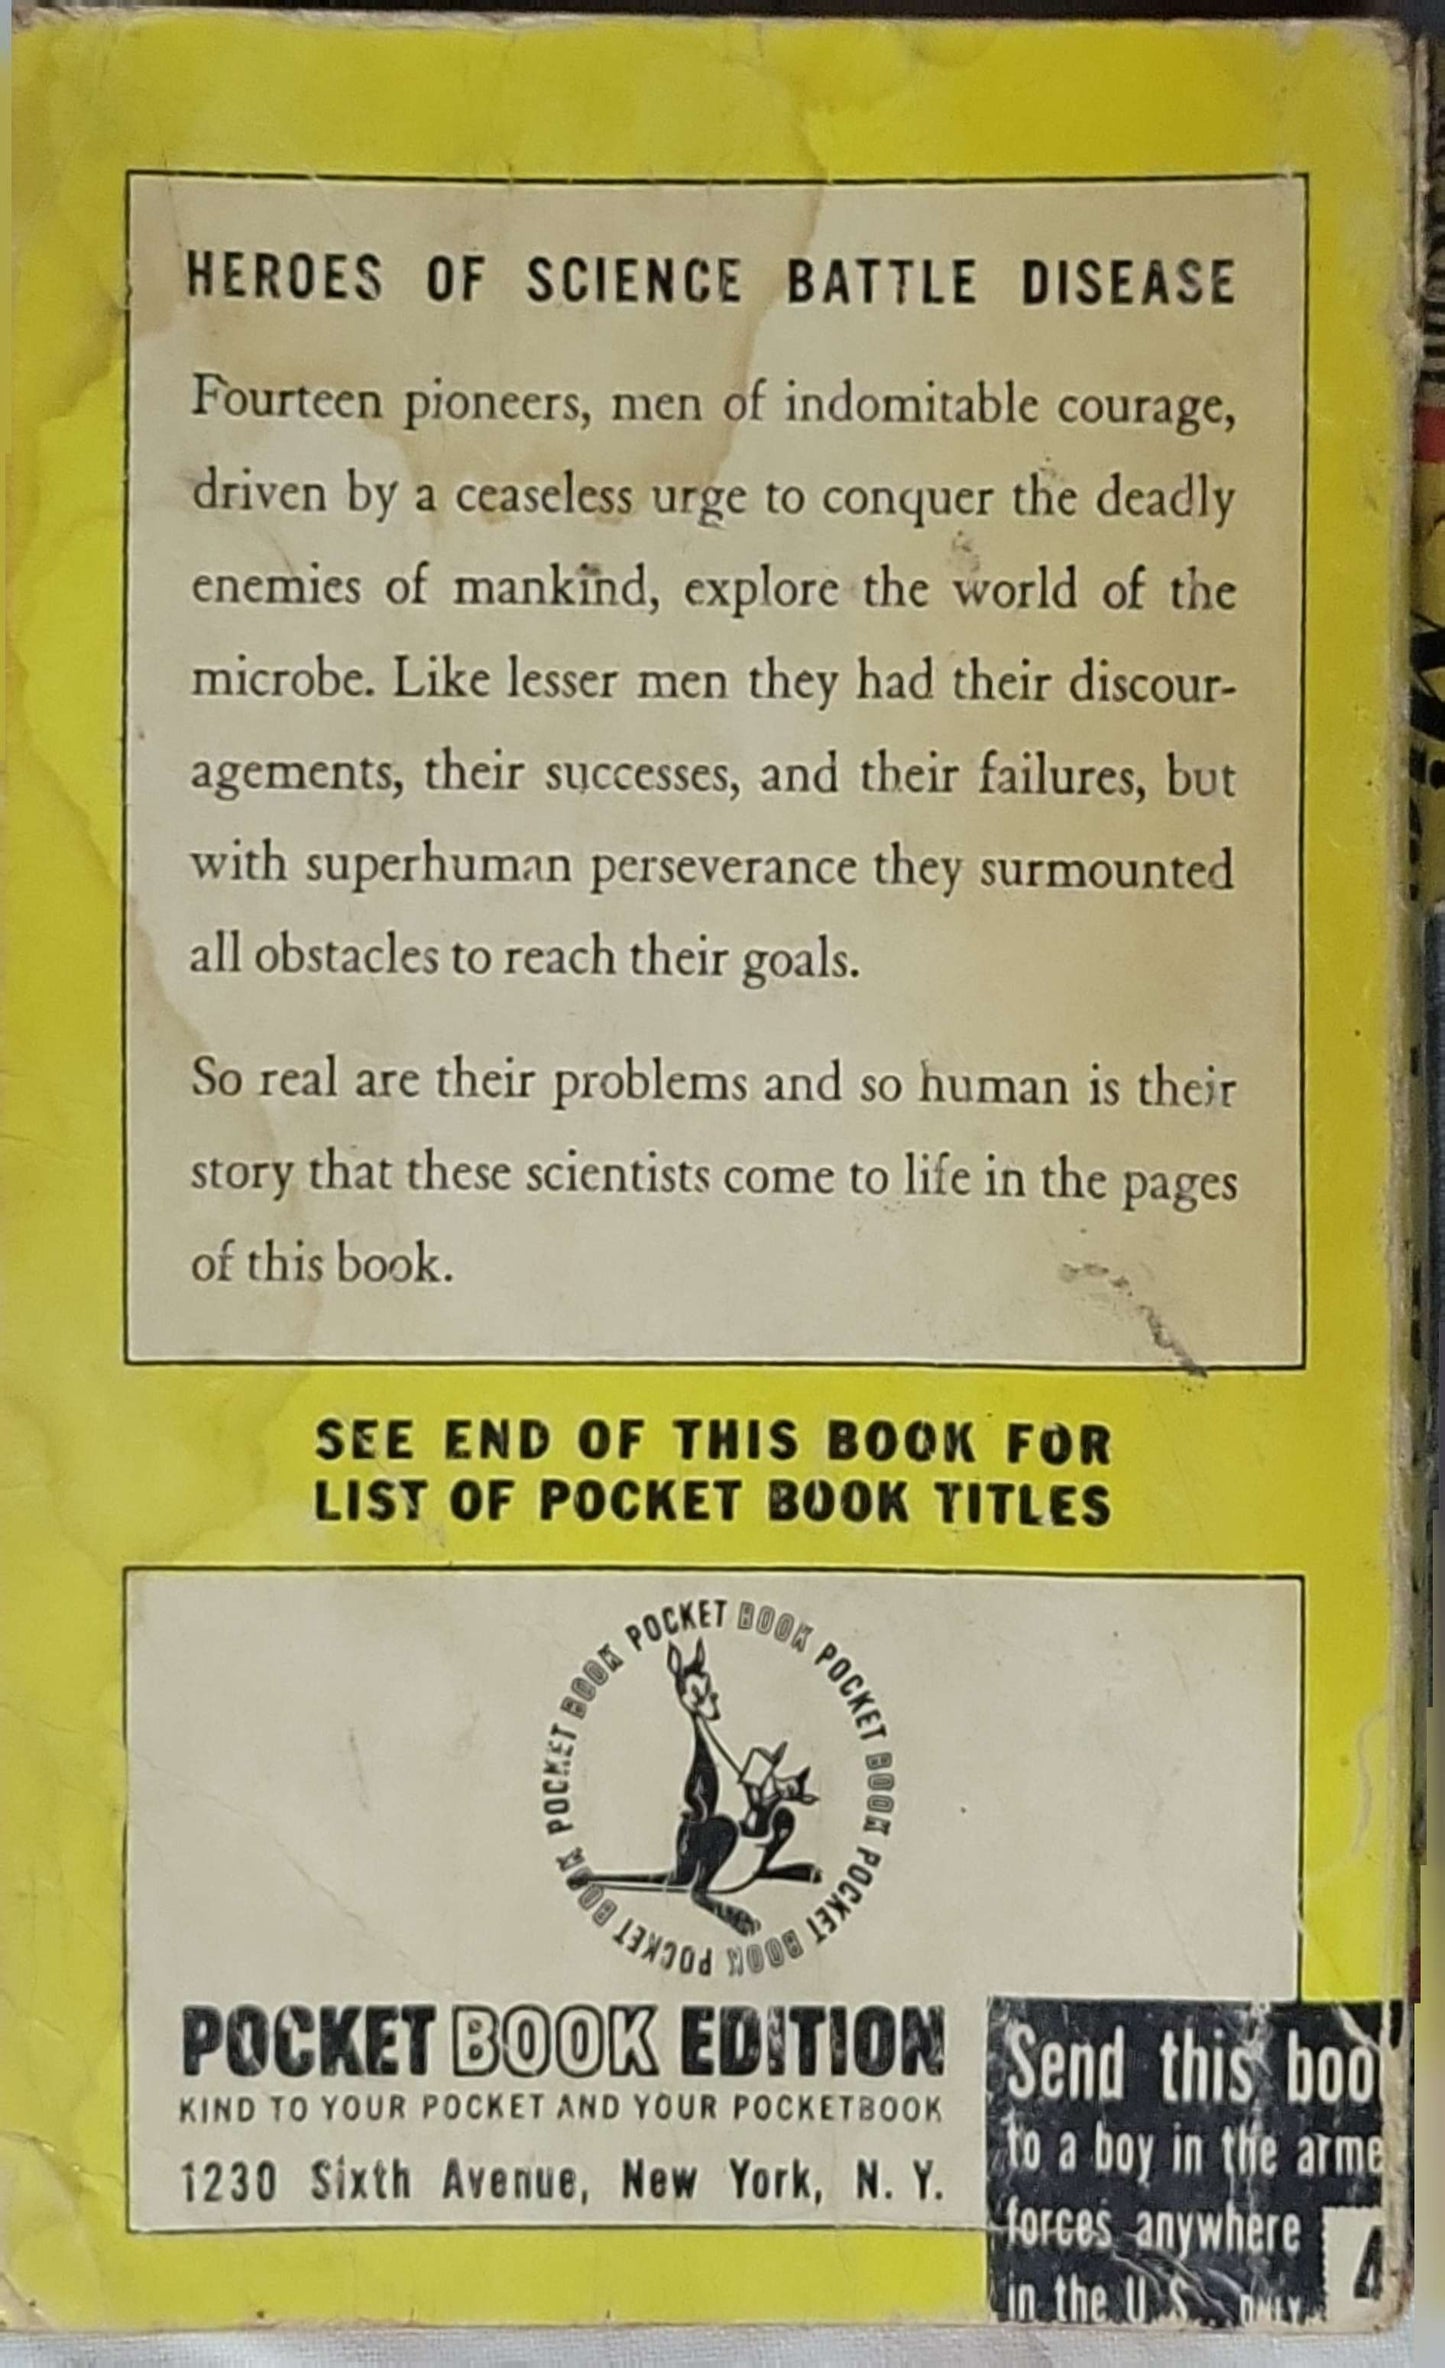 HEROES OF SCIENCE BATTLE DISEASE
Fourteen pioneers, men of indomitable courage,
driven by a ceaseless urge to conquer the deadly
enemies of mankind, explore the world of the
microbe. Like lesser men they had their discour-
agements, their successes, and their failures, but
with superhuman perseverance they surmounted
all obstacles to reach their goals.
So real are their problems and so human is their
story that these scientists come to life in the pages
of this book.
SEE END OF THIS BOOK FOR
LIST OF POCKET BOOK TITLES
POCKET BOOK POCKET BOOK POCKET BOOK POCKET BOOK POCKET BOOK
POCKET BOOK EDITION
KIND TO YOUR POCKET AND YOUR POCKETBOOK
1230 Sixth Avenue, New York, N. Y.
Send this boo
to a boy in the arme
forces anywhere
in the U.S. ONLY
4